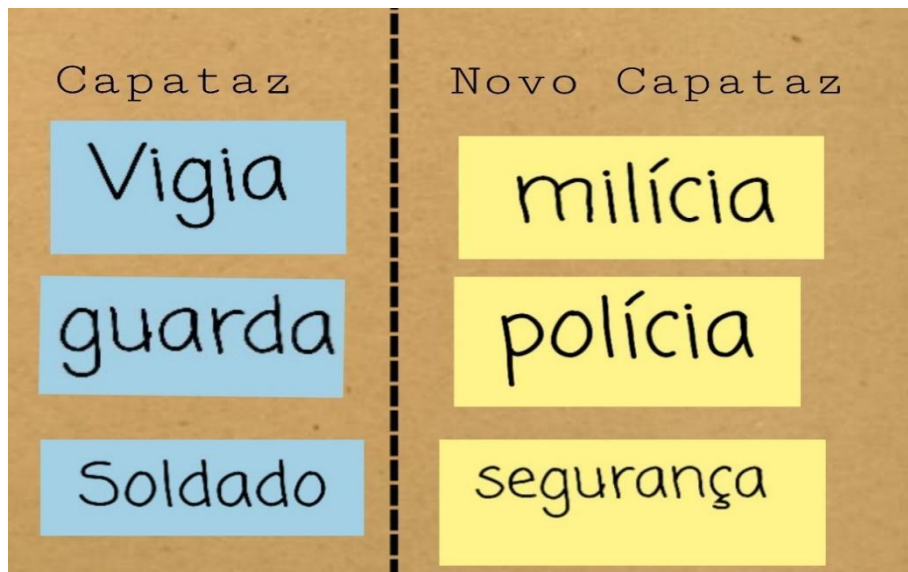 Capataz
Vigia
guarda
Soldado
Novo Capataz
milícia
polícia
segurança